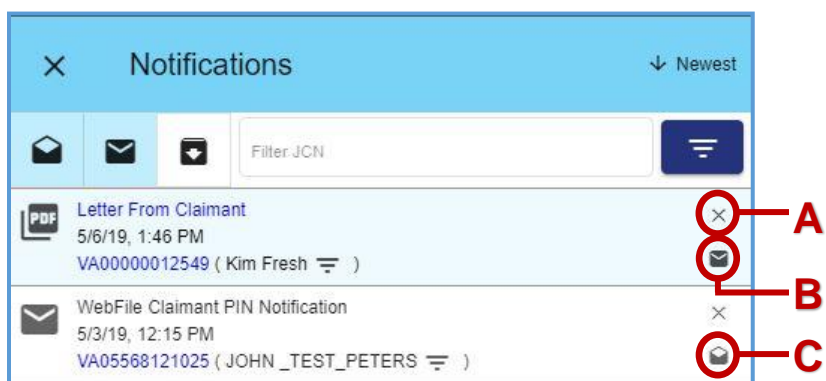 Notifications
Newest
Filter JCN
PDF
Letter From Claimant
5/6/19, 1:46 PM
VA00000012549 ( Kim Fresh )
A
B
WebFile Claimant PIN Notification
5/3/19, 12:15 PM
VA05568121025 ( JOHN _TEST_PETERS )
C